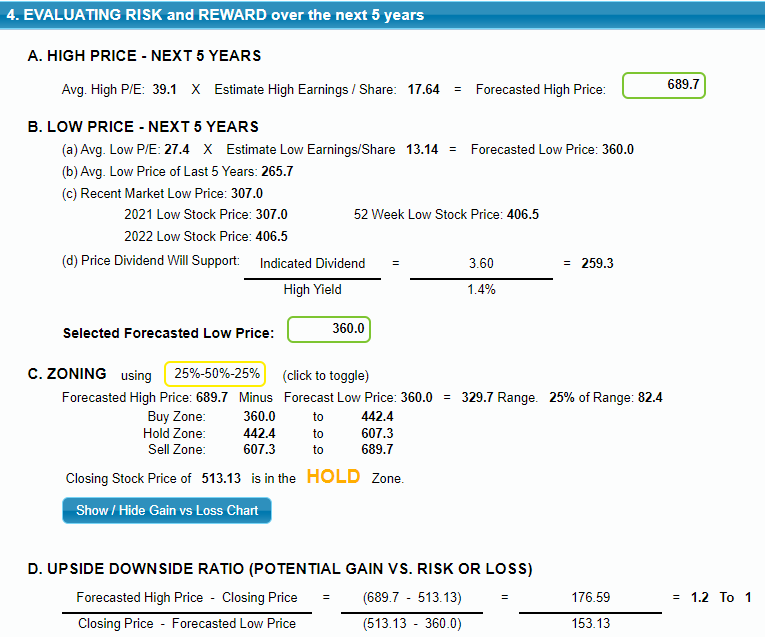 4. EVALUATING RISK and REWARD over the next 5 years
A. HIGH PRICE - NEXT 5 YEARS
Avg. High P/E: 39.1 X Estimate High Earnings / Share: 17.64 = Forecasted High Price: 689.7
B. LOW PRICE - NEXT 5 YEARS
(a) Avg. Low P/E: 27.4 X Estimate Low Earnings/Share 13.14 = Forecasted Low Price: 360.0
(b) Avg. Low Price of Last 5 Years: 265.7
(c) Recent Market Low Price: 307.0
2021 Low Stock Price: 307.0 52 Week Low Stock Price: 406.5
2022 Low Stock Price: 406.5
(d) Price Dividend Will Support: Indicated Dividend = 3.60 = 259.3
High Yield 1.4%
Selected Forecasted Low Price: 360.0
C. ZONING using 25%-50%-25% (click to toggle)
Forecasted High Price: 689.7 Minus Forecast Low Price: 360.0 = 329.7 Range. 25% of Range: 82.4
Buy Zone: 360.0 to 442.4
Hold Zone: 442.4 to 607.3
Sell Zone: 607.3 to 689.7
Closing Stock Price of 513.13 is in the HOLD Zone.
Show / Hide Gain vs Loss Chart
D. UPSIDE DOWNSIDE RATIO (POTENTIAL GAIN VS. RISK OR LOSS)
Forecasted High Price - Closing Price = (689.7 - 513.13) = 176.59 = 1.2 To 1
Closing Price - Forecasted Low Price (513.13 - 360.0) 153.13